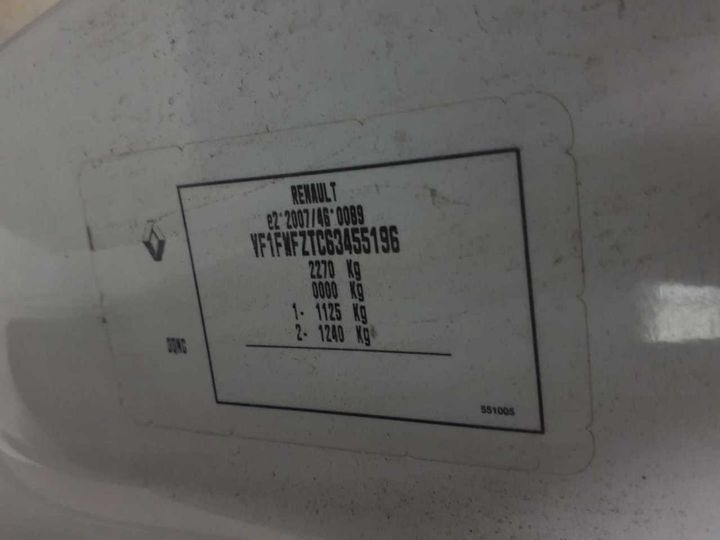 RENAULT
e2*2007/46*0089
VF1FWFZTC63455196
2270 Kg
0000 Kg
1- 1125 Kg
2- 1240 Kg
551005